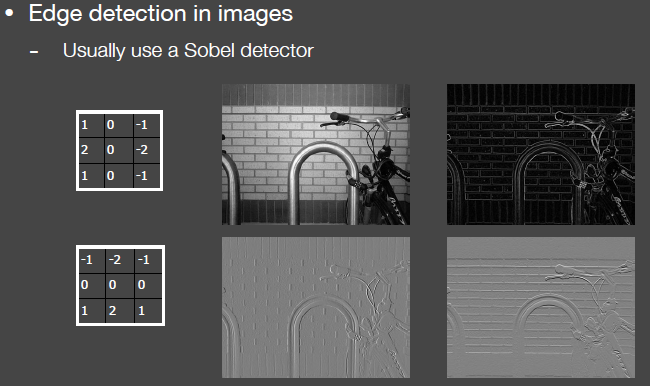 • Edge detection in images
- Usually use a Sobel detector
1 0 -1
2 0 -2
1 0 -1
-1 -2 -1
0 0 0
1 2 1